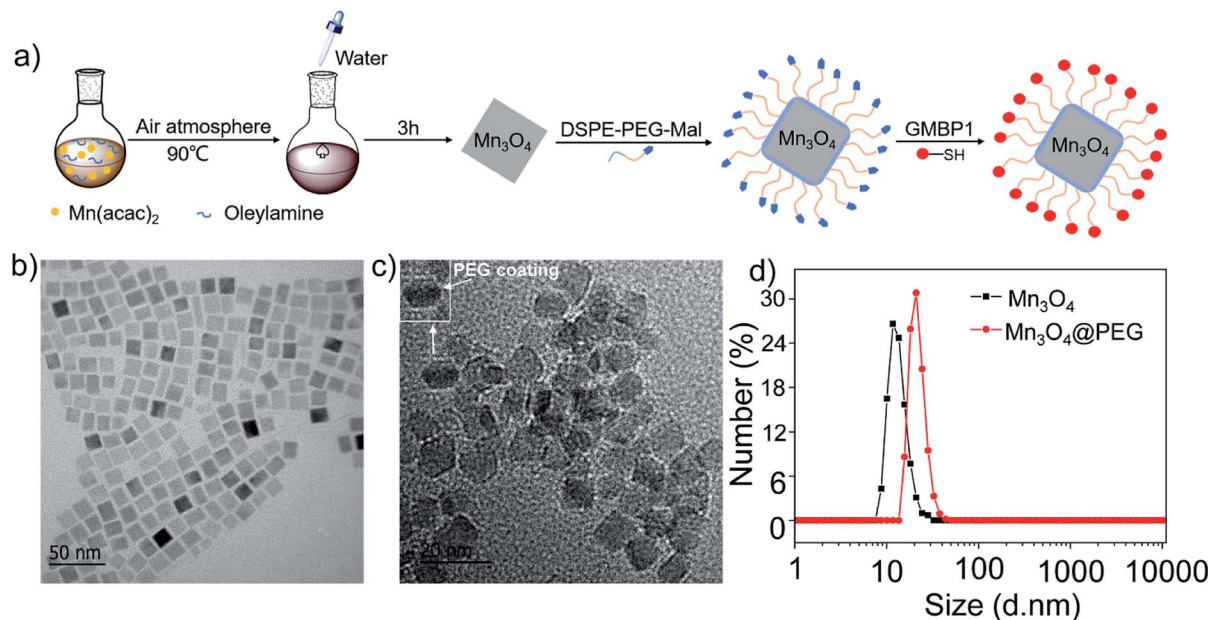 a)
Water
Air atmosphere
90℃
3h
Mn₃O₄
DSPE-PEG-Mal
Mn₃O₄
GMBP1
SH
Mn₃O₄
Mn(acac)₂
Oleylamine
b)
50 nm
c)
PEG coating
20 nm
d)
Mn₃O₄
Mn₃O₄@PEG
Number (%)
30
24
18
12
6
0
1
10
100
1000
10000
Size (d.nm)